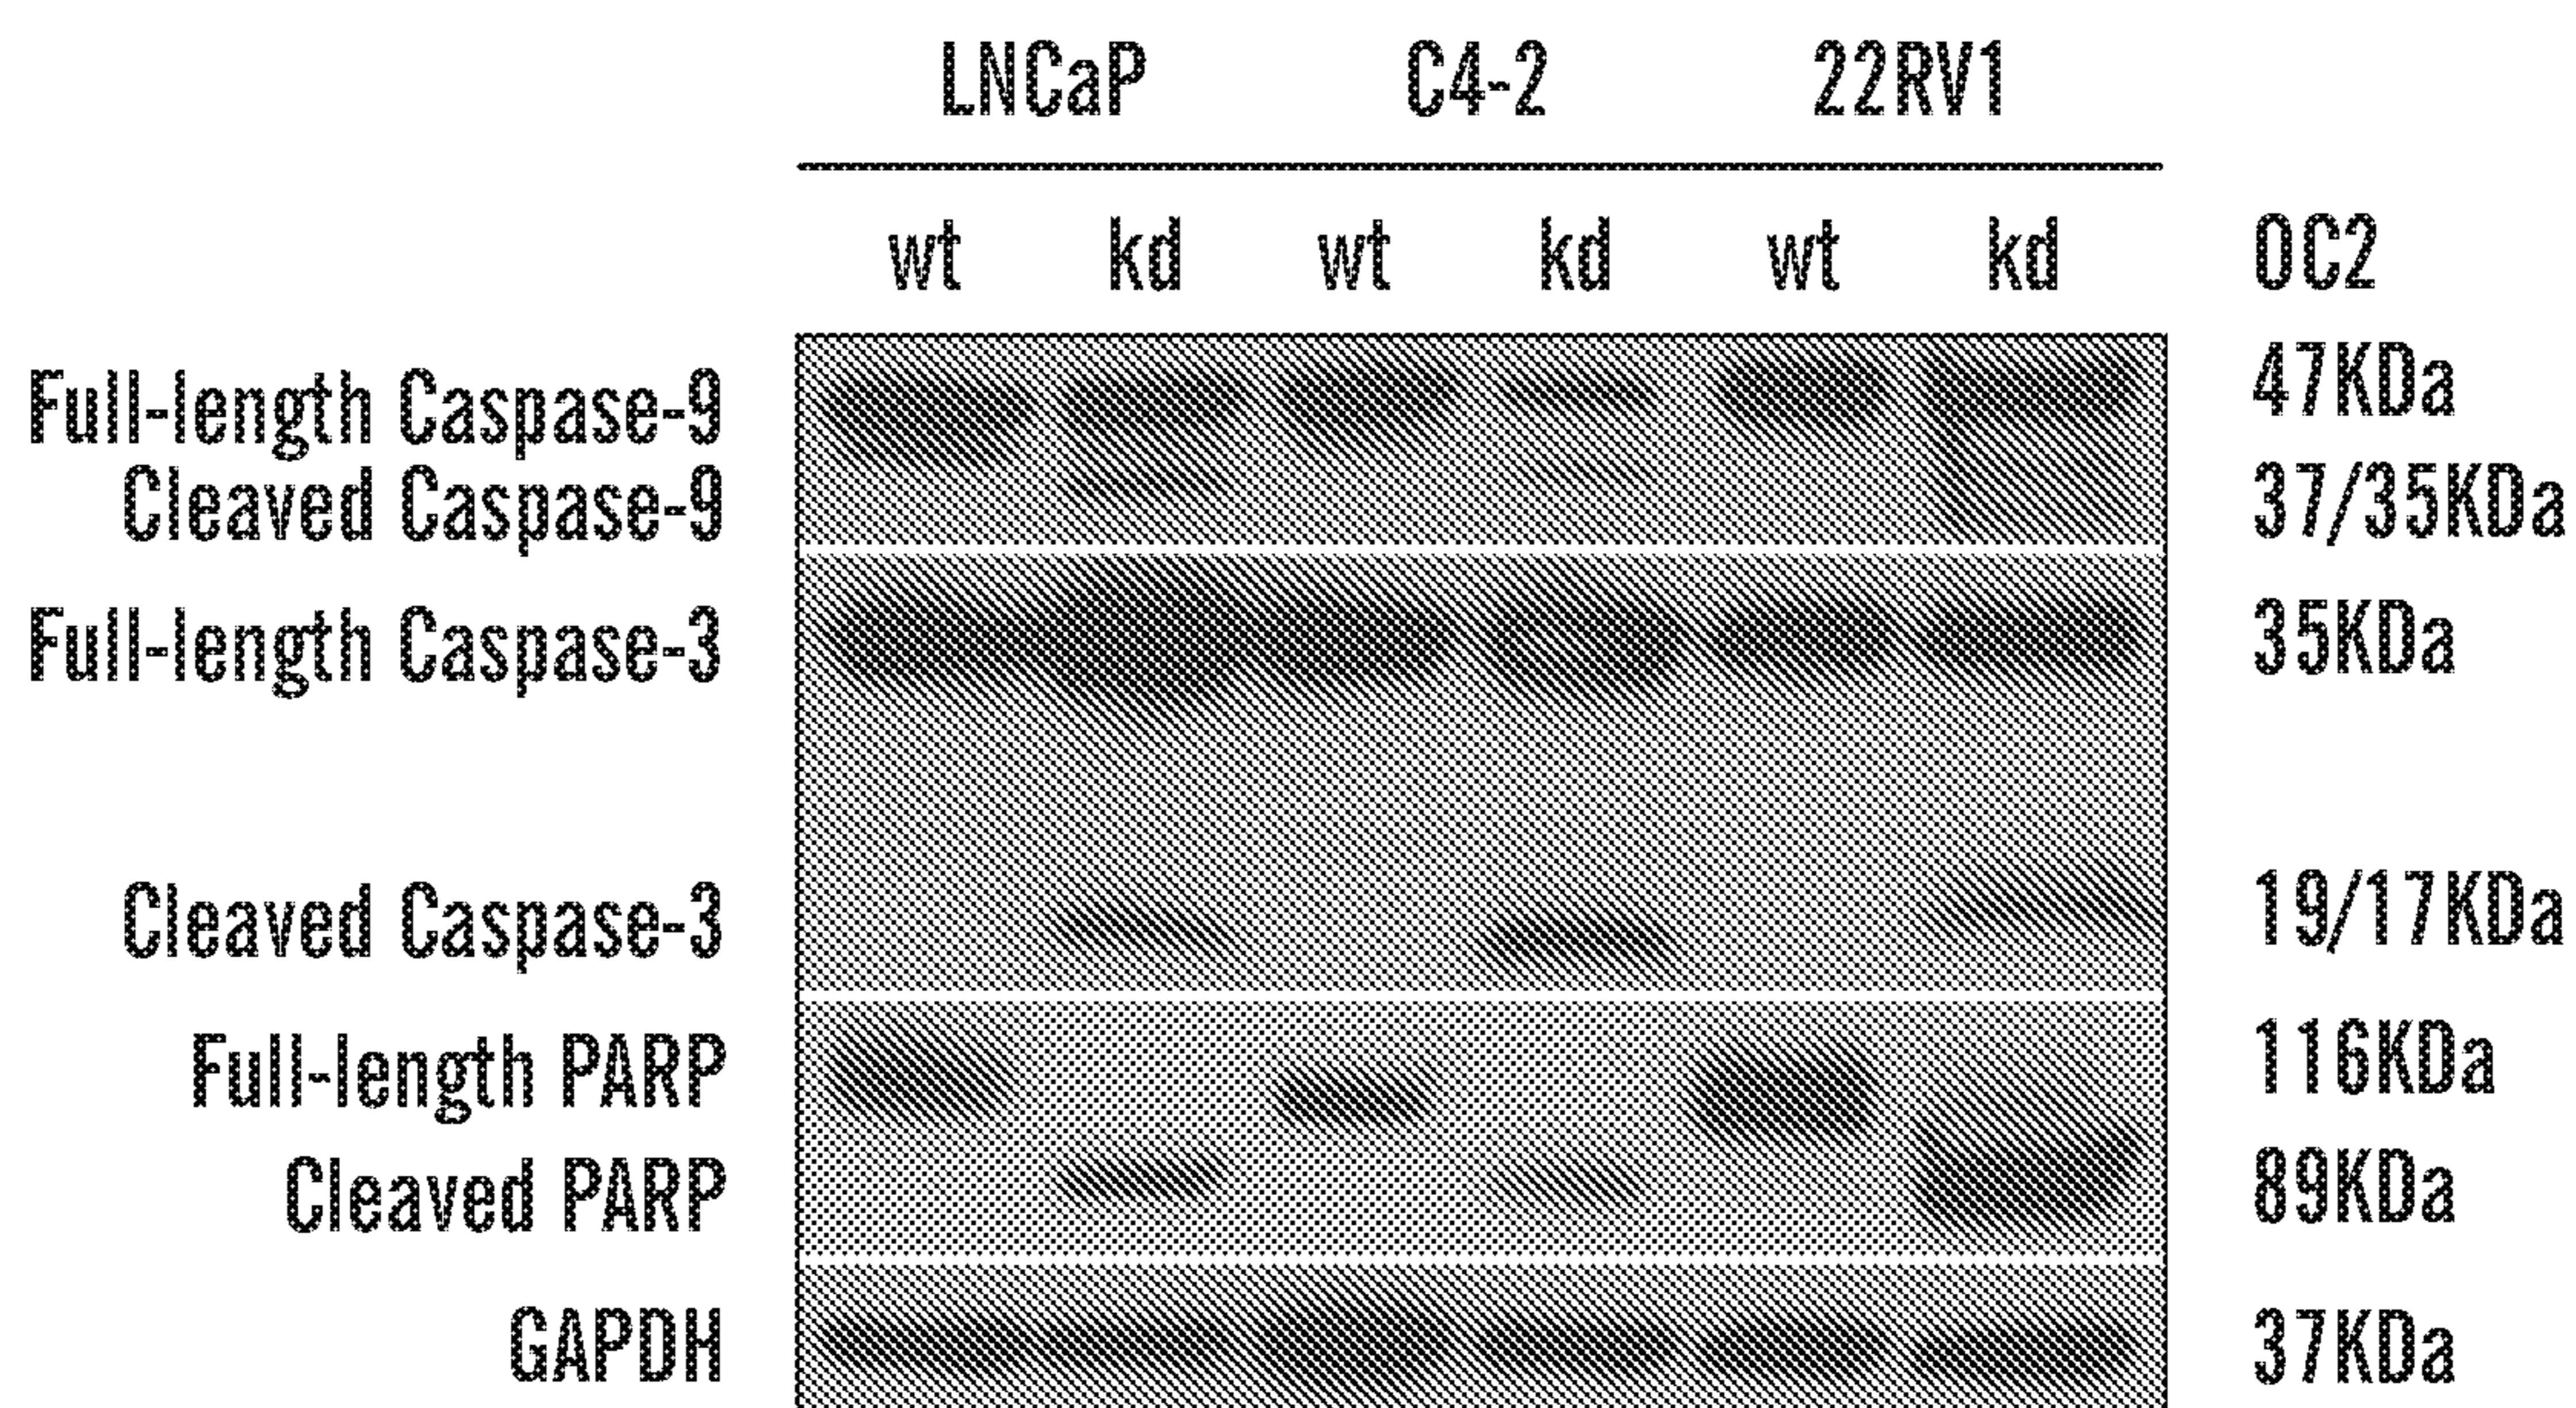 LNCaP C4-2 22RV1
wt kd wt kd wt kd OC2
Full-length Caspase-9 47KDa
Cleaved Caspase-9 37/35KDa
Full-length Caspase-3 35KDa
Cleaved Caspase-3 19/17KDa
Full-length PARP 116KDa
Cleaved PARP 89KDa
GAPDH 37KDa